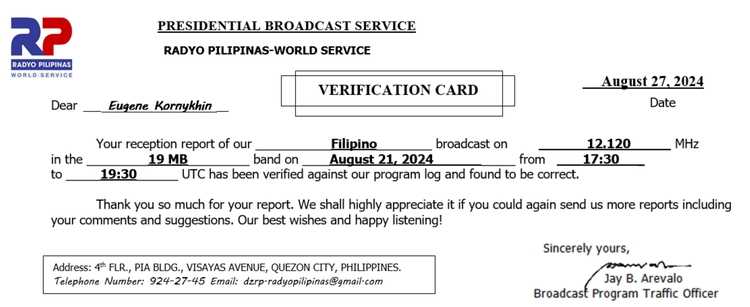 PRESIDENTIAL BROADCAST SERVICE
RP
RADYO PILIPINAS
WORLD·SERVICE
RADYO PILIPINAS-WORLD SERVICE
VERIFICATION CARD
August 27, 2024
Date
Dear Eugene Kornykhin
Your reception report of our Filipino broadcast on 12.120 MHz
in the 19 MB band on August 21, 2024 from 17:30
to 19:30 UTC has been verified against our program log and found to be correct.
Thank you so much for your report. We shall highly appreciate it if you could again send us more reports including
your comments and suggestions. Our best wishes and happy listening!
Sincerely yours,
Jay B. Arevalo
Broadcast Program Traffic Officer
Address: 4th FLR., PIA BLDG., VISAYAS AVENUE, QUEZON CITY, PHILIPPINES.
Telephone Number: 924-27-45 Email: dzrp-radyopilipinas@gmail-com